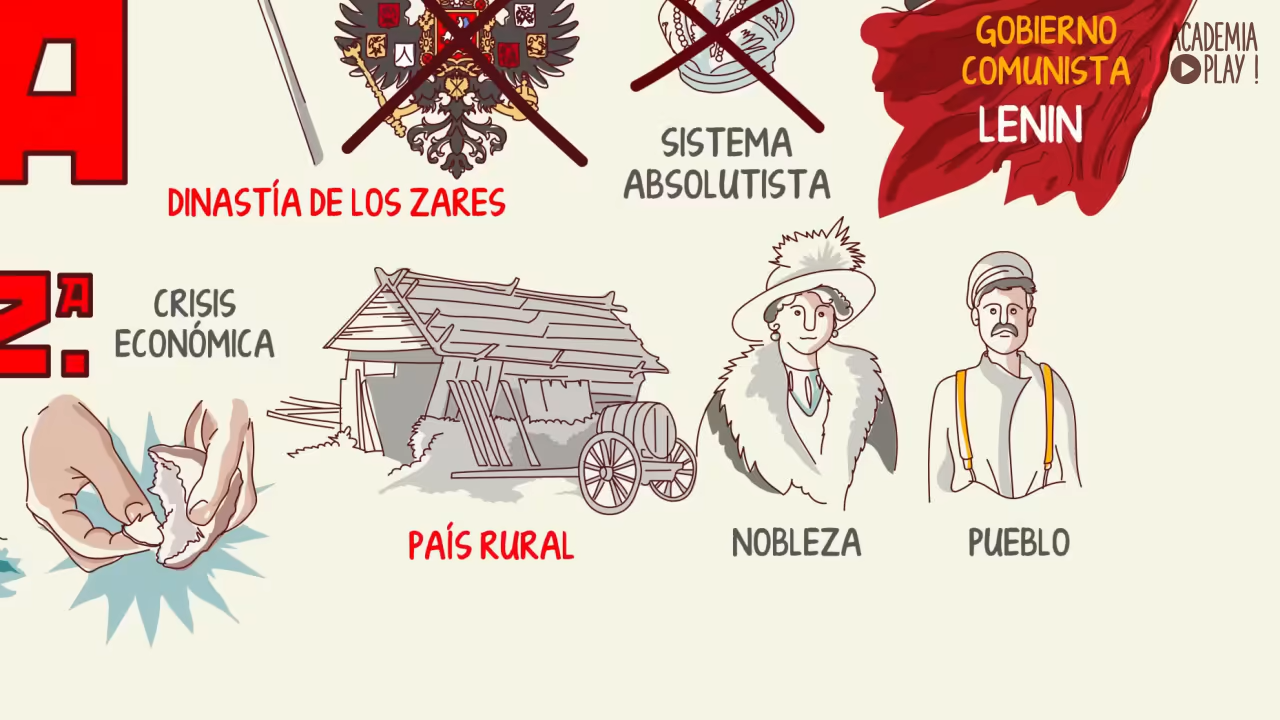 GOBIERNO
COMUNISTA
LENIN
ACADEMIA
PLAY !
SISTEMA
ABSOLUTISTA
DINASTÍA DE LOS ZARES
CRISIS
ECONÓMICA
PAÍS RURAL
NOBLEZA
PUEBLO